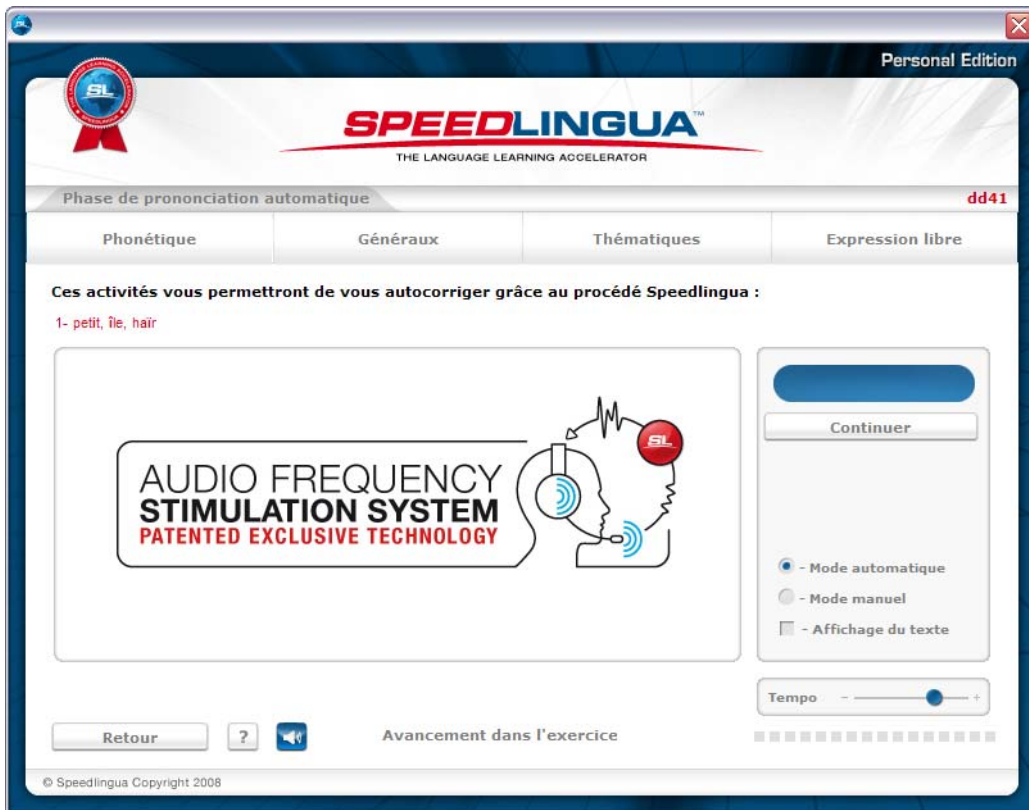 Personal Edition
SL
SPEEDLINGUA™
THE LANGUAGE LEARNING ACCELERATOR
Phase de prononciation automatique
dd41
Phonétique
Généraux
Thématiques
Expression libre
Ces activités vous permettront de vous autocorriger grâce au procédé Speedlingua :
1- petit, île, haïr
SL
AUDIO FREQUENCY
STIMULATION SYSTEM
PATENTED EXCLUSIVE TECHNOLOGY
Continuer
- Mode automatique
- Mode manuel
- Affichage du texte
Tempo - +
Retour
?
Avancement dans l'exercice
© Speedlingua Copyright 2008